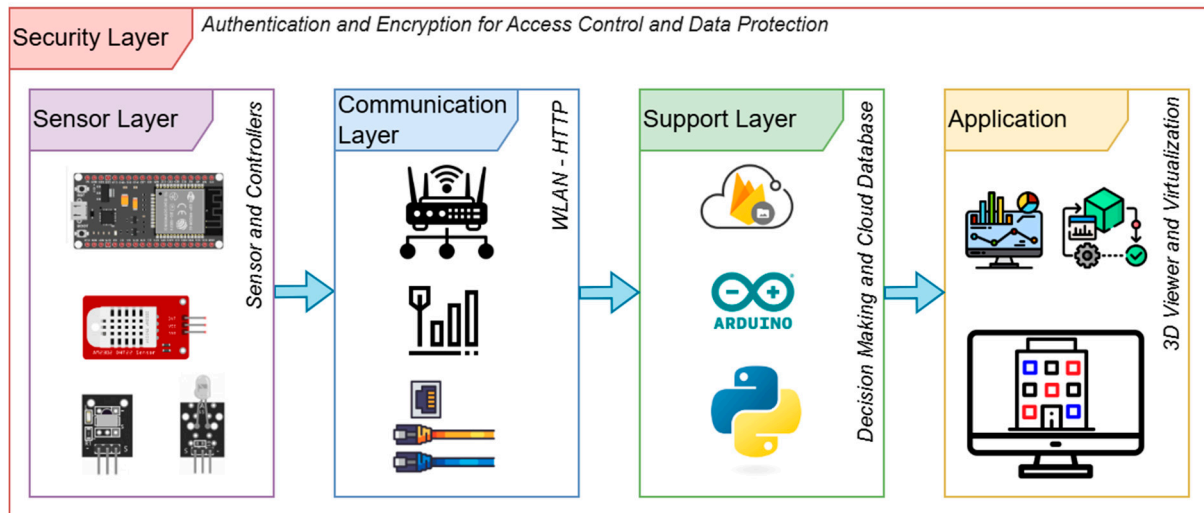 Security Layer
Authentication and Encryption for Access Control and Data Protection
Sensor Layer
Sensor and Controllers
Communication
Layer
WLAN - HTTP
Support Layer
ARDUINO
Decision Making and Cloud Database
Application
3D Viewer and Virtualization